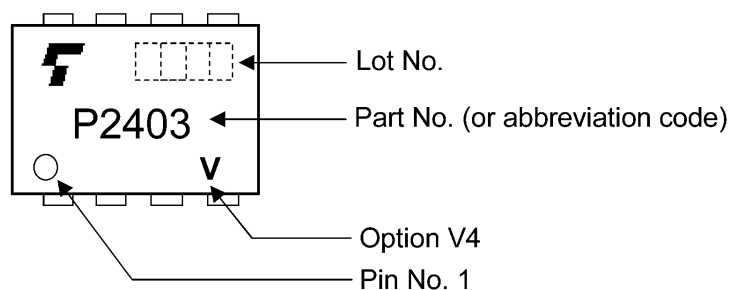 Lot No.
P2403
Part No. (or abbreviation code)
V
Option V4
Pin No. 1